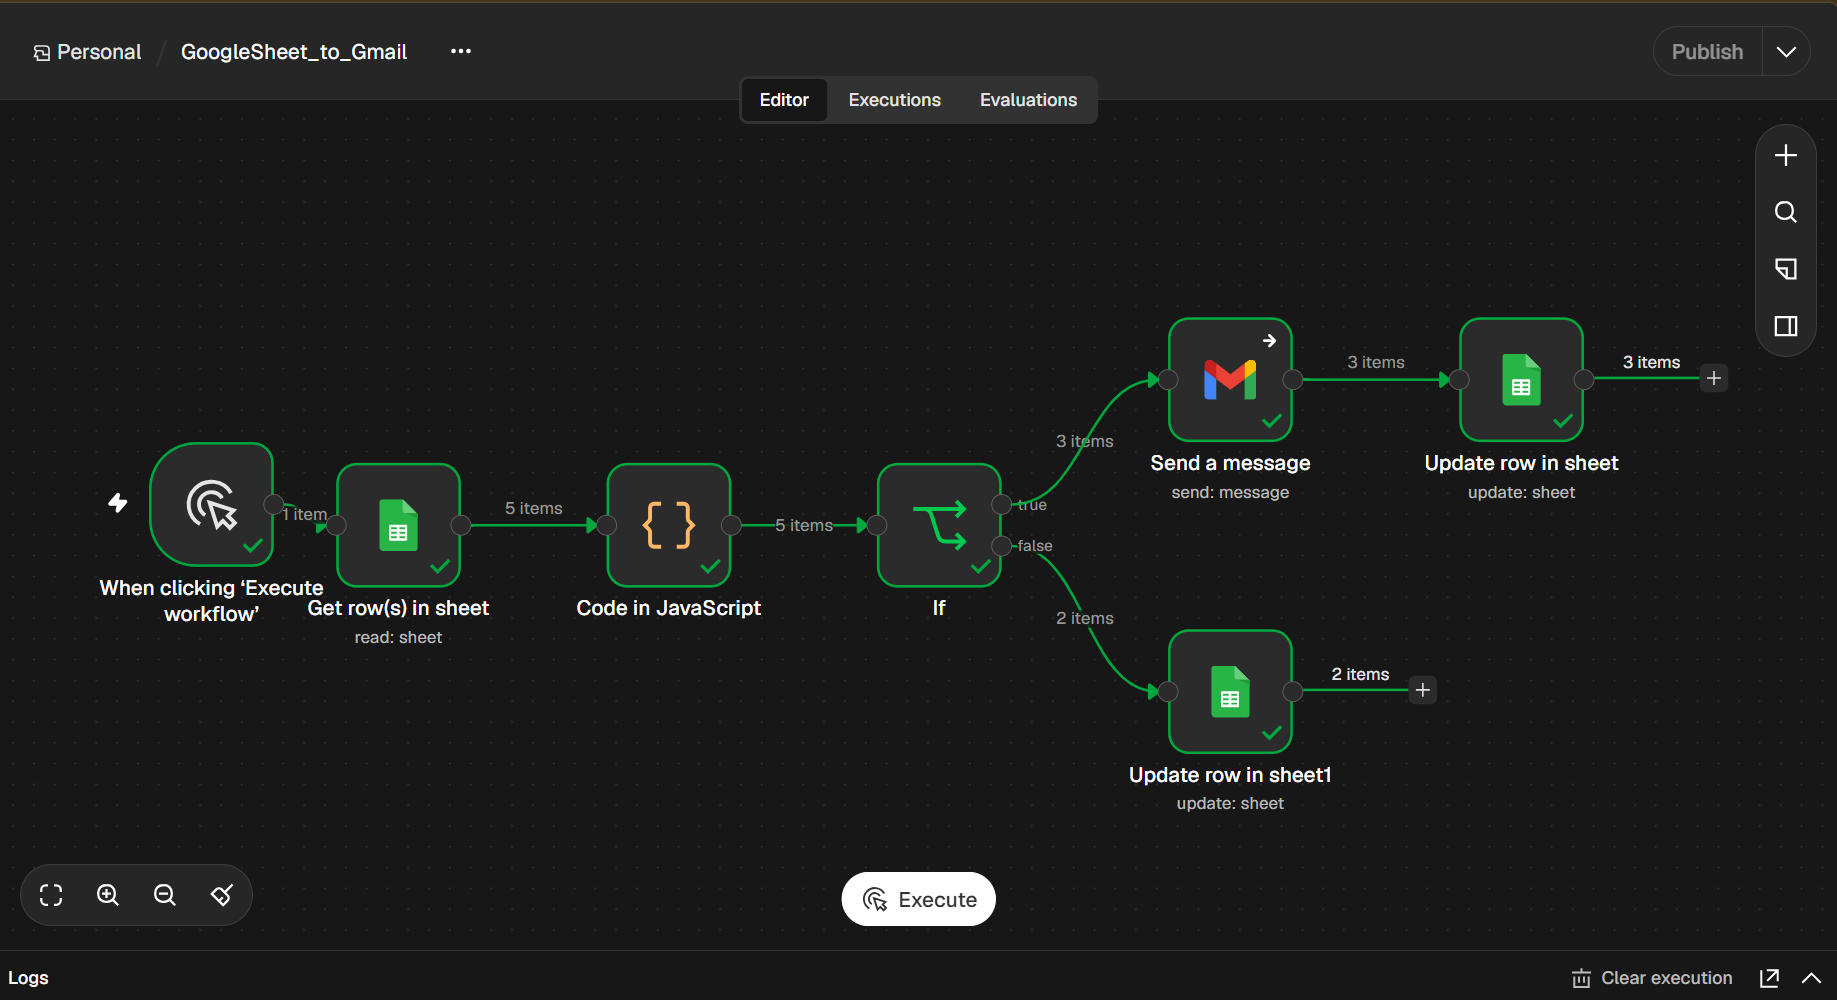 Personal / GoogleSheet_to_Gmail
Publish
Editor Executions Evaluations
3 items
3 items
3 items
Send a message
send: message
Update row in sheet
update: sheet
1 item
5 items
5 items
true
false
When clicking ‘Execute
workflow’
Get row(s) in sheet
read: sheet
Code in JavaScript
If
2 items
2 items
Update row in sheet1
update: sheet
Execute
Logs
Clear execution